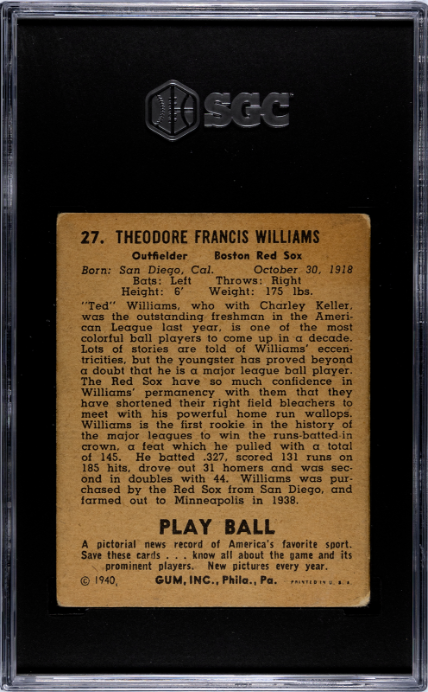 SGC
27. THEODORE FRANCIS WILLIAMS
Outfielder Boston Red Sox
Born: San Diego, Cal. October 30, 1918
Bats: Left Throws: Right
Height: 6' Weight: 175 lbs.
"Ted" Williams, who with Charley Keller,
was the outstanding freshman in the Ameri-
can League last year, is one of the most
colorful ball players to come up in a decade.
Lots of stories are told of Williams' eccen-
tricities, but the youngster has proved beyond
a doubt that he is a major league ball player.
The Red Sox have so much confidence in
Williams' permanency with them that they
have shortened their right field bleachers to
meet with his powerful home run wallops.
Williams is the first rookie in the history of
the major leagues to win the runs-batted-in
crown, a feat which he pulled with a total
of 145. He batted .327, scored 131 runs on
185 hits, drove out 31 homers and was sec-
ond in doubles with 44. Williams was pur-
chased by the Red Sox from San Diego, and
farmed out to Minneapolis in 1938.
PLAY BALL
A pictorial news record of America's favorite sport.
Save these cards . . . know all about the game and its
prominent players. New pictures every year.
© 1940, GUM, INC., Phila., Pa. PRINTED IN U. S. A.